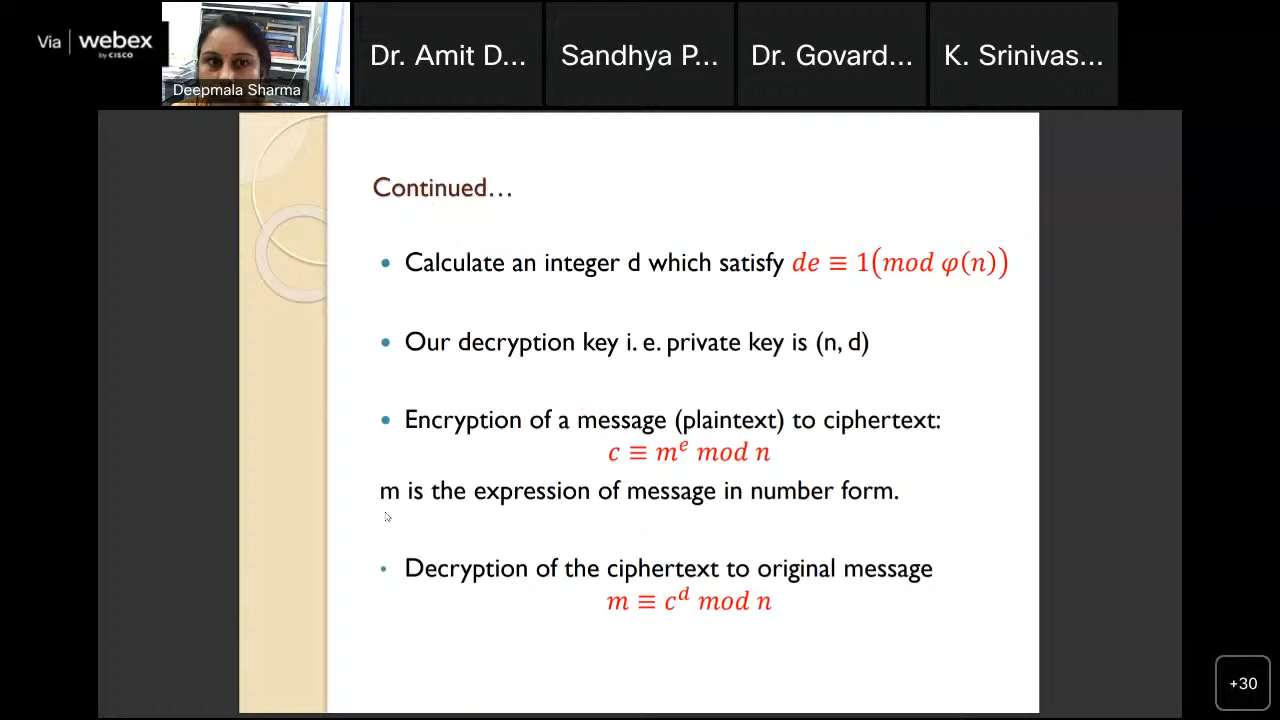 Via | webex
by CISCO
Deepmala Sharma
Dr. Amit D...
Sandhya P...
Dr. Govard...
K. Srinivas...
Continued...
• Calculate an integer d which satisfy de ≡ 1(mod φ(n))
• Our decryption key i. e. private key is (n, d)
• Encryption of a message (plaintext) to ciphertext:
c ≡ mᵉ mod n
m is the expression of message in number form.
• Decryption of the ciphertext to original message
m ≡ cᵈ mod n
+30